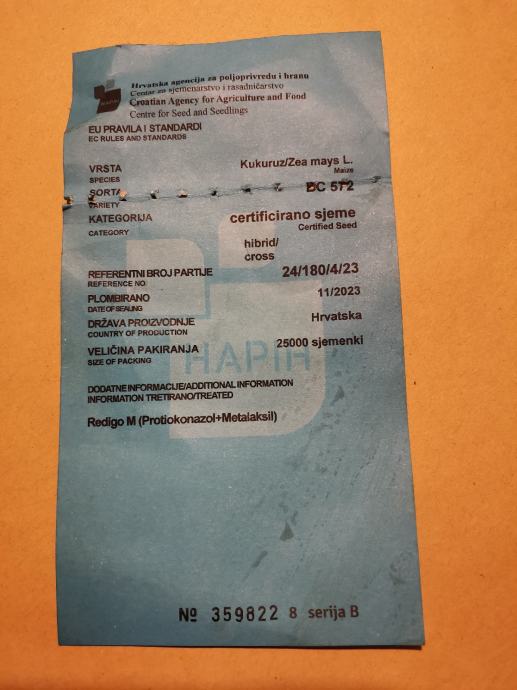 HAPIH
Hrvatska agencija za poljoprivredu i hranu
Centar za sjemenarstvo i rasadničarstvo
Croatian Agency for Agriculture and Food
Centre for Seed and Seedlings
EU PRAVILA I STANDARDI
EC RULES AND STANDARDS
VRSTA Kukuruz/Zea mays L.
SPECIES Maize
SORTA BC 572
VARIETY
KATEGORIJA certificirano sjeme
CATEGORY Certified Seed
hibrid/
cross
REFERENTNI BROJ PARTIJE 24/180/4/23
REFERENCE NO
PLOMBIRANO 11/2023
DATE OF SEALING
DRŽAVA PROIZVODNJE Hrvatska
COUNTRY OF PRODUCTION
VELIČINA PAKIRANJA 25000 sjemenki
SIZE OF PACKING
HAPIH
DODATNE INFORMACIJE/ADDITIONAL INFORMATION
INFORMATION TRETIRANO/TREATED
Redigo M (Protiokonazol+Metalaksil)
№ 359822 8 serija B